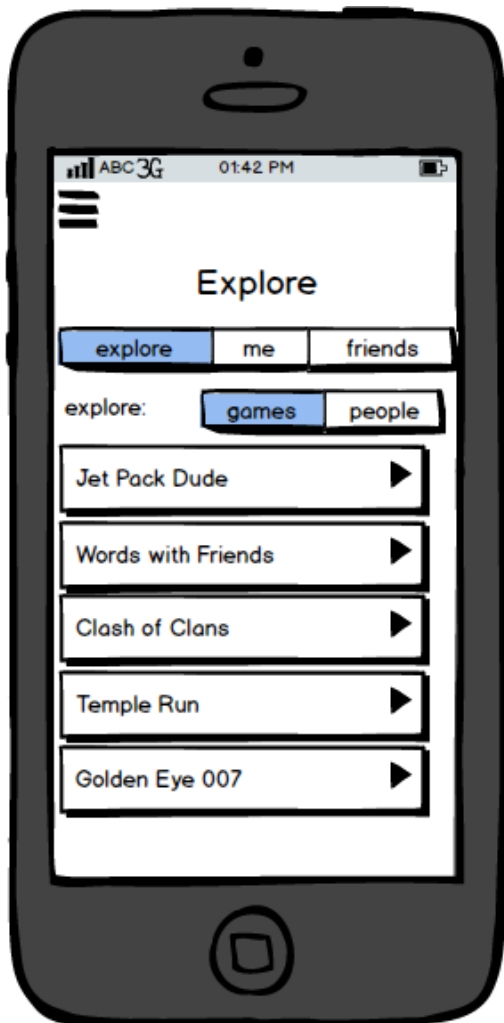 ABC 3G 01:42 PM
Explore
explore me friends
explore: games people
Jet Pack Dude
Words with Friends
Clash of Clans
Temple Run
Golden Eye 007